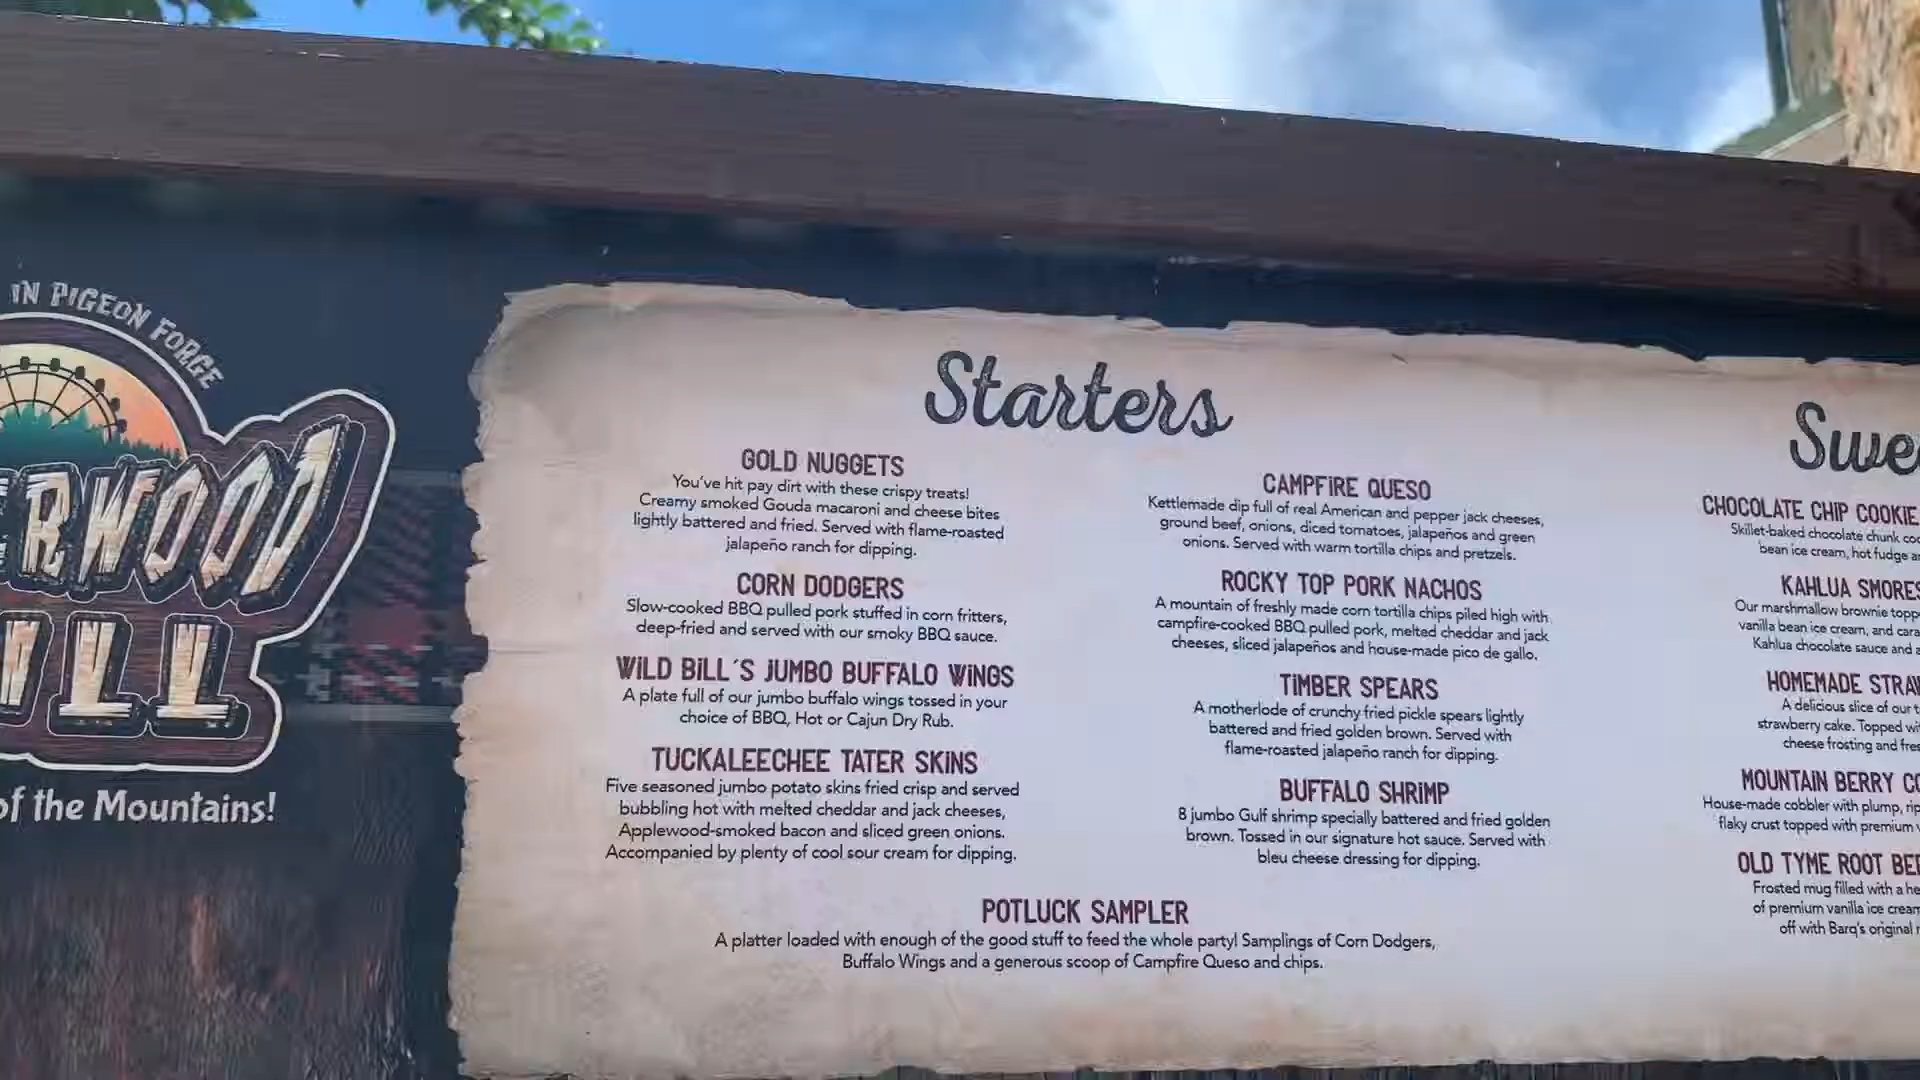 IN PIGEON FORGE
of the Mountains!
Starters
GOLD NUGGETS
You've hit pay dirt with these crispy treats!
Creamy smoked Gouda macaroni and cheese bites
lightly battered and fried. Served with flame-roasted
jalapeño ranch for dipping.
CORN DODGERS
Slow-cooked BBQ pulled pork stuffed in corn fritters,
deep-fried and served with our smoky BBQ sauce.
WILD BILL´S JUMBO BUFFALO WINGS
A plate full of our jumbo buffalo wings tossed in your
choice of BBQ, Hot or Cajun Dry Rub.
TUCKALEECHEE TATER SKINS
Five seasoned jumbo potato skins fried crisp and served
bubbling hot with melted cheddar and jack cheeses,
Applewood-smoked bacon and sliced green onions.
Accompanied by plenty of cool sour cream for dipping.
CAMPFIRE QUESO
Kettlemade dip full of real American and pepper jack cheeses,
ground beef, onions, diced tomatoes, jalapeños and green
onions. Served with warm tortilla chips and pretzels.
ROCKY TOP PORK NACHOS
A mountain of freshly made corn tortilla chips piled high with
campfire-cooked BBQ pulled pork, melted cheddar and jack
cheeses, sliced jalapeños and house-made pico de gallo.
TIMBER SPEARS
A motherlode of crunchy fried pickle spears lightly
battered and fried golden brown. Served with
flame-roasted jalapeño ranch for dipping.
BUFFALO SHRIMP
8 jumbo Gulf shrimp specially battered and fried golden
brown. Tossed in our signature hot sauce. Served with
bleu cheese dressing for dipping.
POTLUCK SAMPLER
A platter loaded with enough of the good stuff to feed the whole party! Samplings of Corn Dodgers,
Buffalo Wings and a generous scoop of Campfire Queso and chips.
CHOCOLATE CHIP COOKIE
Skillet-baked chocolate chunk
bean ice cream, hot fudge
KAHLUA SMORES
Our marshmallow brownie
vanilla bean ice cream, and
Kahlua chocolate sauce and
HOMEMADE
A delicious slice of our
strawberry cake. Topped
cheese frosting and
MOUNTAIN BERRY
House-made cobbler with plump,
flaky crust topped with premium
OLD TYME ROOT
Frosted mug filled with a
of premium vanilla ice cream
off with Barq's original